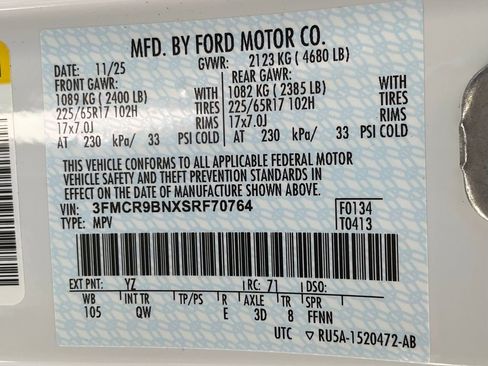 MFD. BY FORD MOTOR CO.
DATE: 11/25 GVWR: 2123 KG ( 4680 LB)
FRONT GAWR: REAR GAWR:
1089 KG ( 2400 LB) WITH 1082 KG ( 2385 LB) WITH
225/65R17 102H TIRES 225/65R17 102H TIRES
17x7.0J RIMS 17x7.0J RIMS
AT 230 kPa/ 33 PSI COLD AT 230 kPa/ 33 PSI COLD
THIS VEHICLE CONFORMS TO ALL APPLICABLE FEDERAL MOTOR
VEHICLE SAFETY AND THEFT PREVENTION STANDARDS IN
EFFECT ON THE DATE OF MANUFACTURE SHOWN ABOVE.
VIN: 3FMCR9BNXSRF70764 F0134
TYPE: MPV T0413
EXT PNT: YZ RC: 71 DSO:
WB INT TR TP/PS R AXLE TR SPR
105 QW E 3D 8 FFNN
UTC ▽ RU5A-1520472-AB